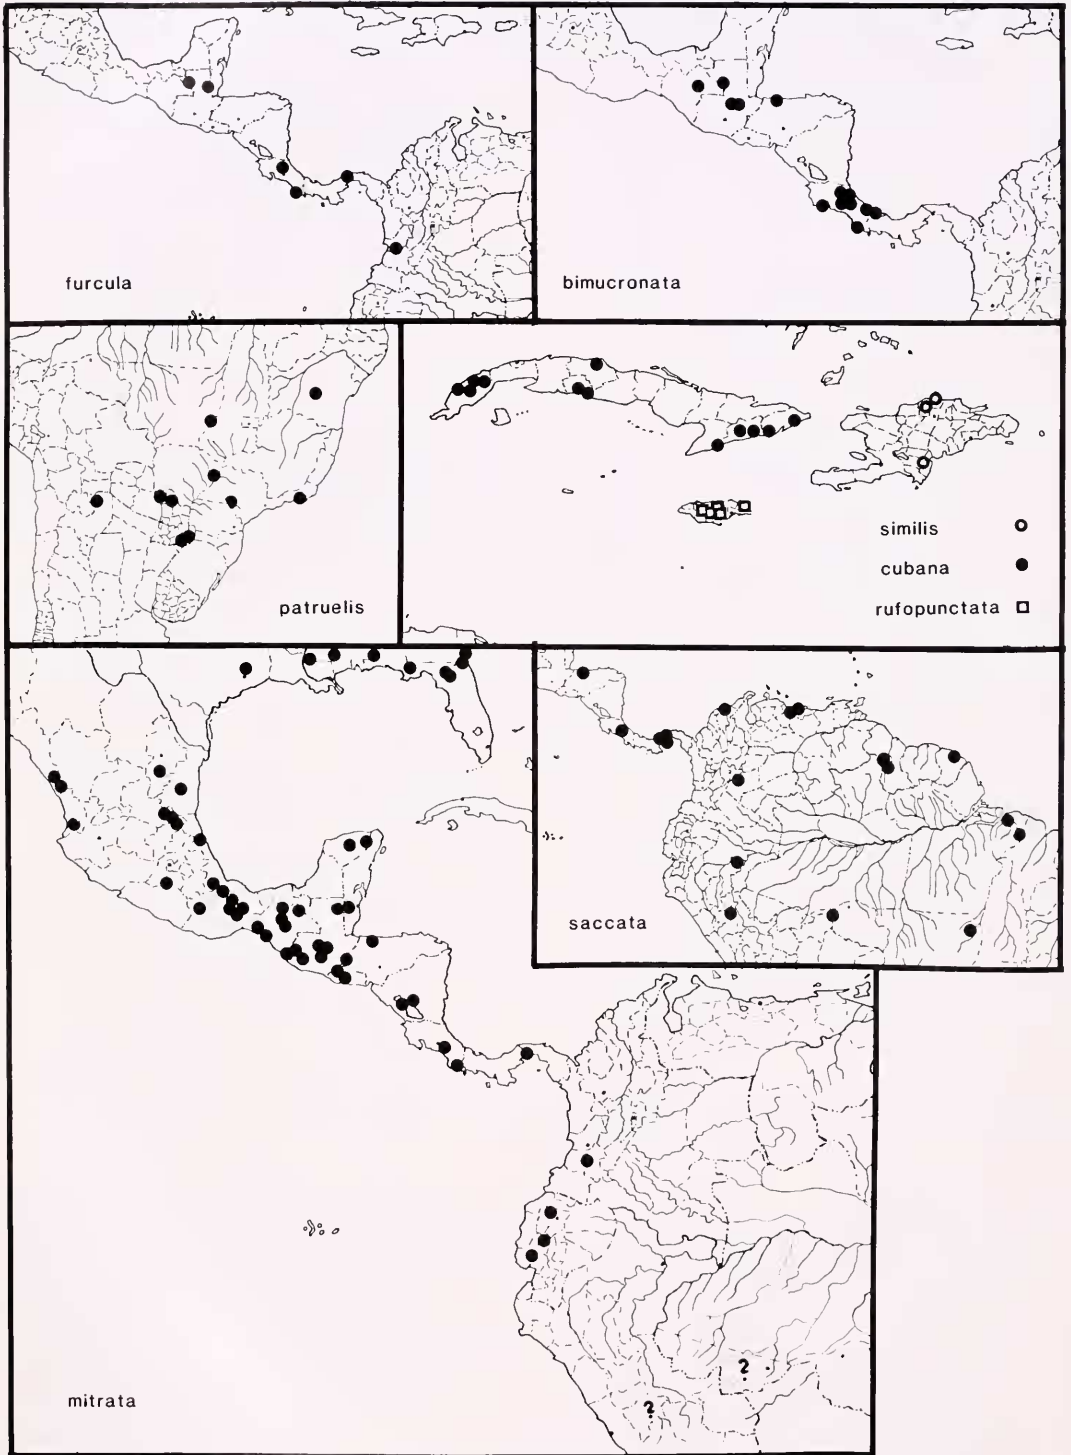 furcula
bimucronata
patruelis
similis
cubana
rufopunctata
saccata
mitrata
?
?